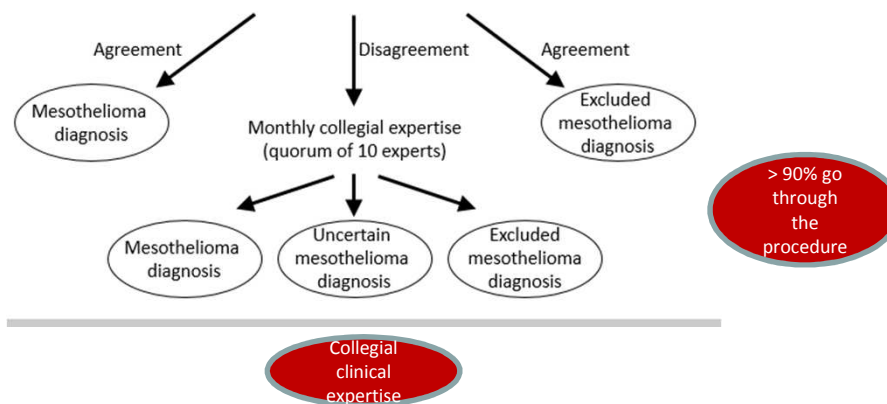 Agreement
Disagreement
Agreement
Mesothelioma
diagnosis
Monthly collegial expertise
(quorum of 10 experts)
Excluded
mesothelioma
diagnosis
> 90% go
through
the
procedure
Mesothelioma
diagnosis
Uncertain
mesothelioma
diagnosis
Excluded
mesothelioma
diagnosis
Collegial
clinical
expertise